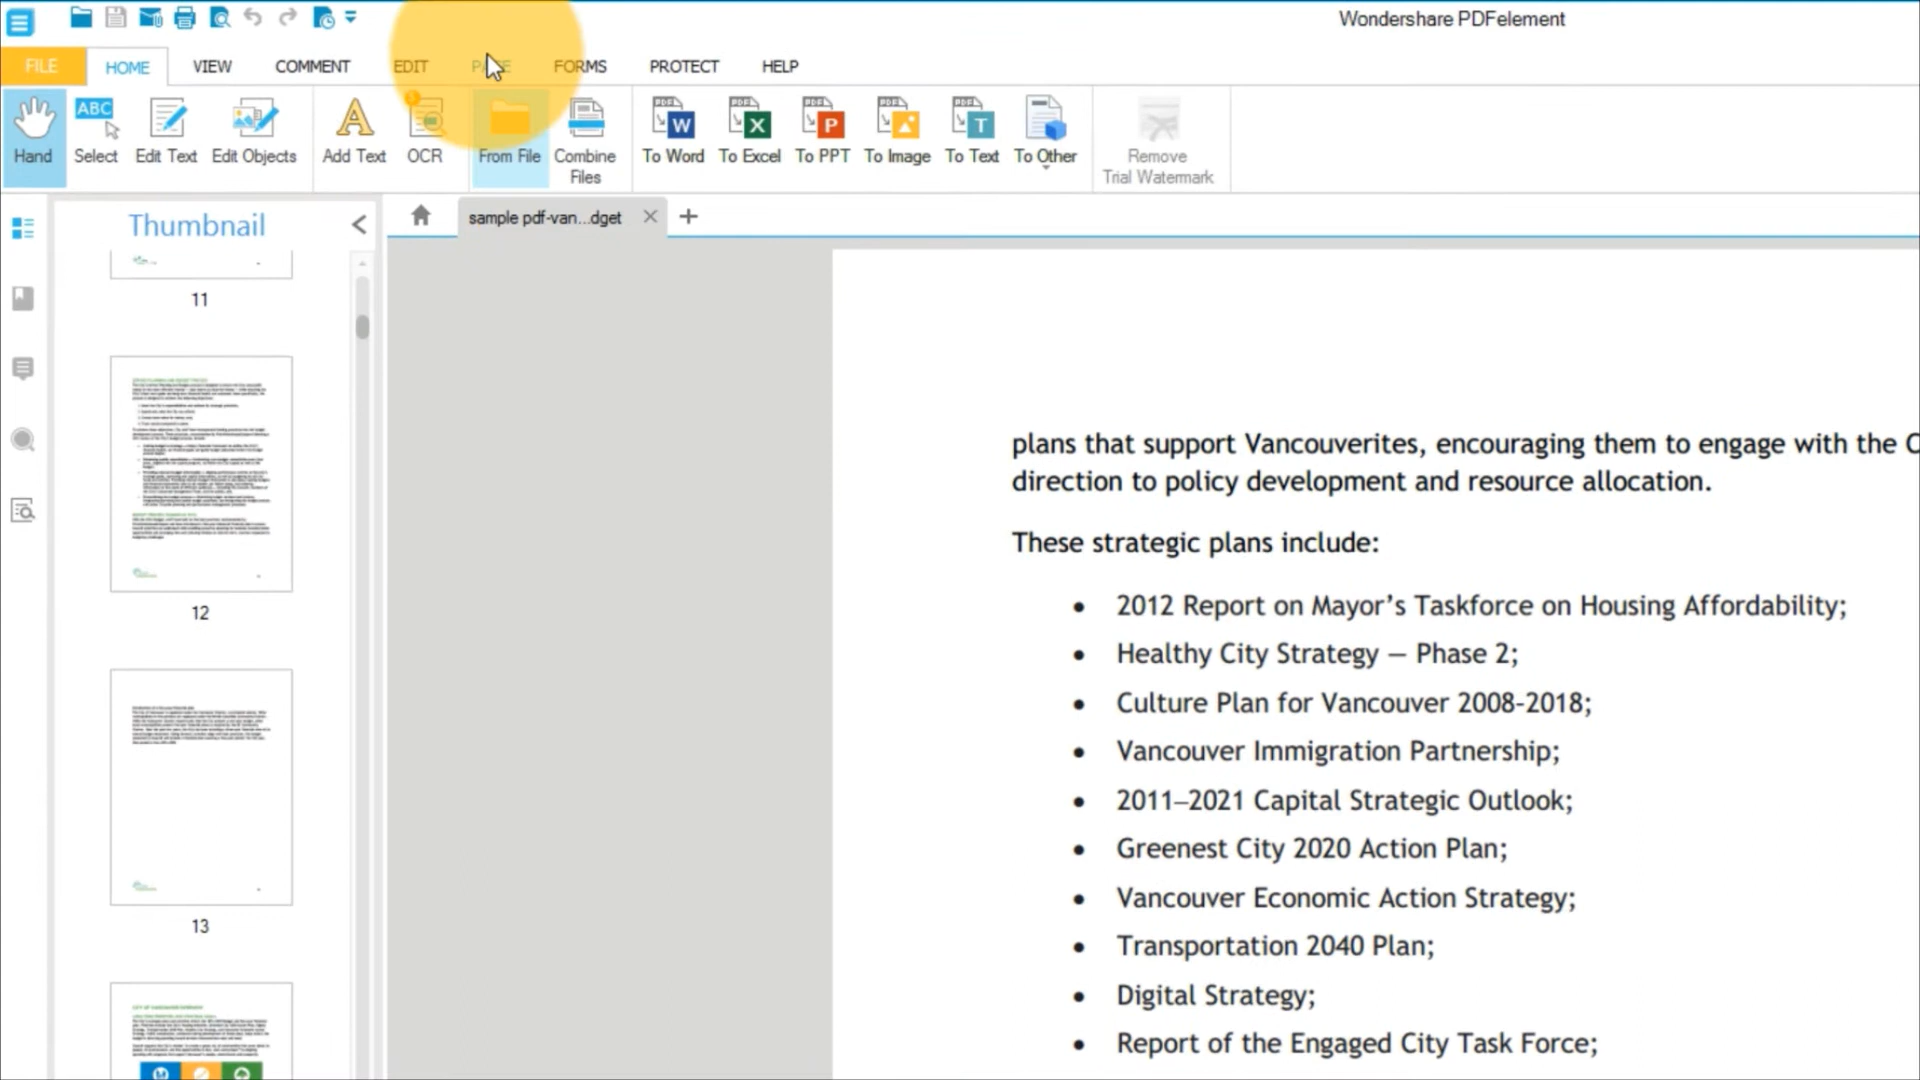 Wondershare PDFelement
FILE HOME VIEW COMMENT EDIT PAGE FORMS PROTECT HELP
ABC
Hand Select Edit Text Edit Objects Add Text OCR From File Combine Files To Word To Excel To PPT To Image To Text To Other Remove Trial Watermark
Thumbnail
sample pdf-van...dget
11
12
13
plans that support Vancouverites, encouraging them to engage with the C
direction to policy development and resource allocation.
These strategic plans include:
• 2012 Report on Mayor’s Taskforce on Housing Affordability;
• Healthy City Strategy — Phase 2;
• Culture Plan for Vancouver 2008-2018;
• Vancouver Immigration Partnership;
• 2011–2021 Capital Strategic Outlook;
• Greenest City 2020 Action Plan;
• Vancouver Economic Action Strategy;
• Transportation 2040 Plan;
• Digital Strategy;
• Report of the Engaged City Task Force;